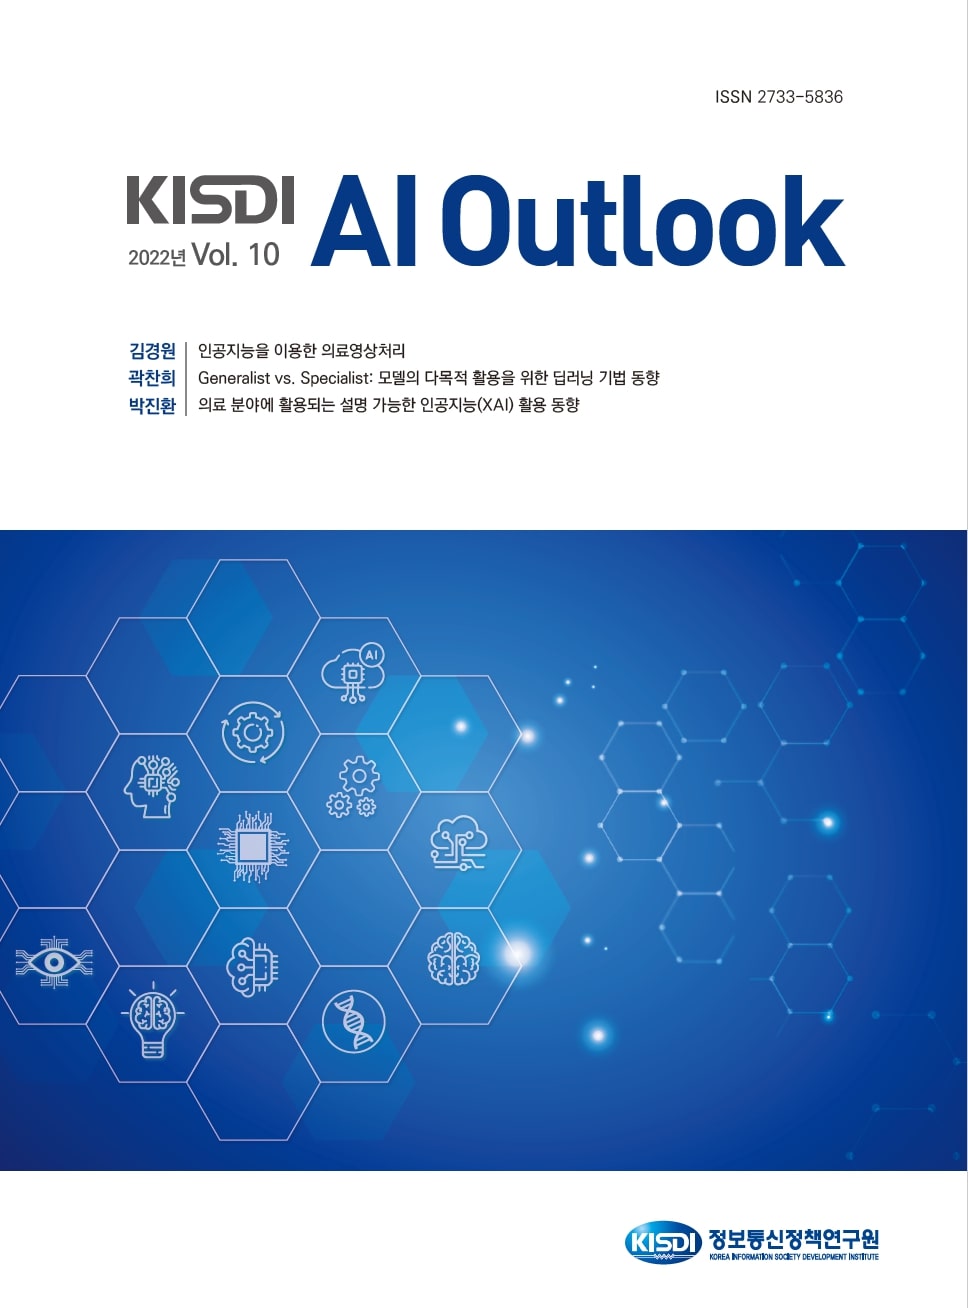 ISSN 2733-5836
KISDI AI Outlook
2022년 Vol. 10
김경원 인공지능을 이용한 의료영상처리
곽찬희 Generalist vs. Specialist: 모델의 다목적 활용을 위한 딥러닝 기법 동향
박진환 의료 분야에 활용되는 설명 가능한 인공지능(XAI) 활용 동향
AI
KISDI 정보통신정책연구원
KOREA INFORMATION SOCIETY DEVELOPMENT INSTITUTE